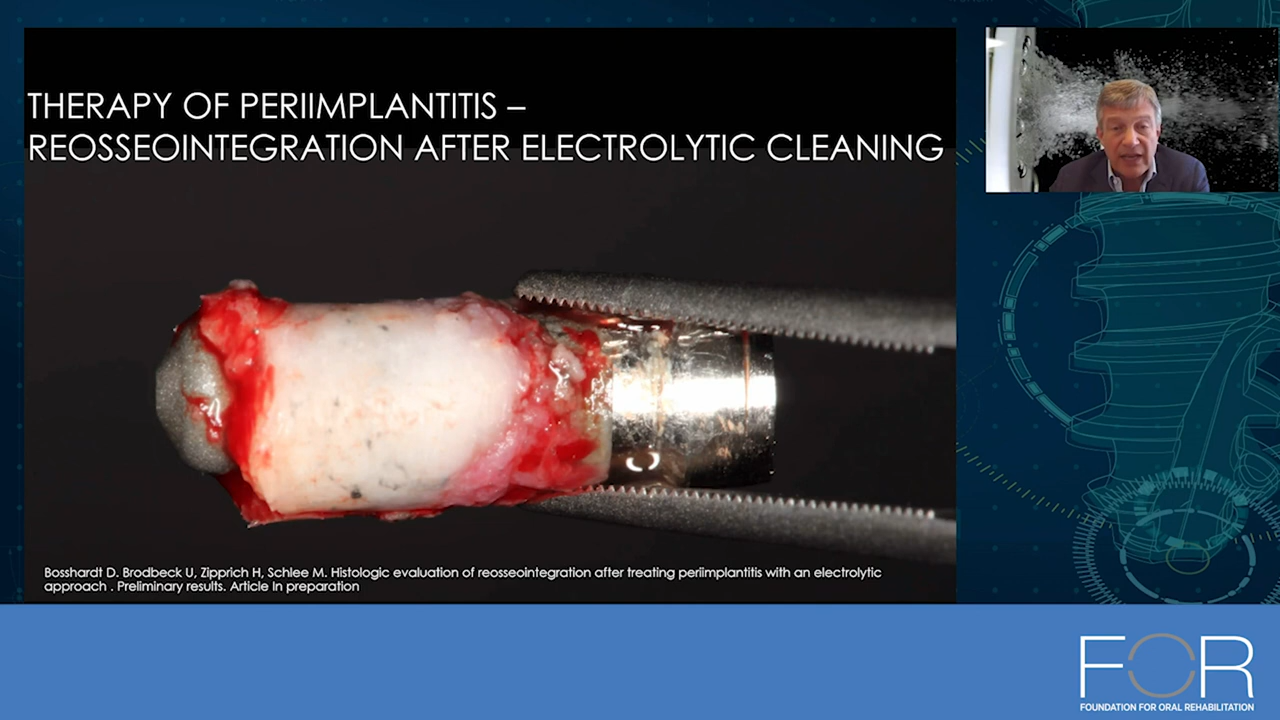 THERAPY OF PERIIMPLANTITIS –
REOSSEOINTEGRATION AFTER ELECTROLYTIC CLEANING
Bosshardt D. Brodbeck U, Zipprich H, Schlee M. Histologic evaluation of reosseointegration after treating periimplantitis with an electrolytic
approach . Preliminary results. Article In preparation
FOR
FOUNDATION FOR ORAL REHABILITATION